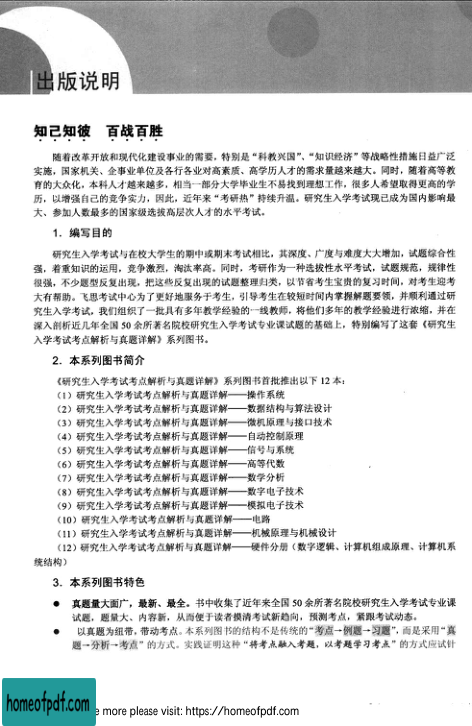 出版说明
知己知彼 百战百胜
随着改革开放和现代化建设事业的需要，特别是“科教兴国”、“知识经济”等战略性措施日益广泛
实施，国家机关、企事业单位及各行各业对高素质、高学历人才的需求量越来越大。同时，随着高等教
育的大众化，本科人才越来越多，相当一部分大学毕业生不易找到理想工作，很多人希望取得更高的学
历，以增强自己的竞争实力，因此，近年来“考研热”持续升温。研究生入学考试现已成为国内影响最
大、参加人数最多的国家级选拔高层次人才的水平考试。
1．编写目的
研究生入学考试与在校大学生的期中或期末考试相比，其深度、广度与难度大大增加，试题综合性
强，着重知识的运用，竞争激烈，淘汰率高。同时，考研作为一种选拔性水平考试，试题规范，规律性
很强，不少题型反复出现，把这些反复出现的试题整理归类，以节省考生宝贵的复习时间，对考生迎考
大有帮助。飞思考试中心为了更好地服务于考生，引导考生在较短时间内掌握解题要领，并顺利通过研
究生入学考试，我们组织了一批具有多年教学经验的一线教师，将他们多年的教学经验进行浓缩，并在
深入剖析近几年全国 50 余所著名院校研究生入学考试专业课试题的基础上，特别编写了这套《研究生
入学考试考点解析与真题详解》系列图书。
2．本系列图书简介
《研究生入学考试考点解析与真题详解》系列图书首批推出以下 12 本：
（1）研究生入学考试考点解析与真题详解——操作系统
（2）研究生入学考试考点解析与真题详解——数据结构与算法设计
（3）研究生入学考试考点解析与真题详解——微机原理与接口技术
（4）研究生入学考试考点解析与真题详解——自动控制原理
（5）研究生入学考试考点解析与真题详解——信号与系统
（6）研究生入学考试考点解析与真题详解——高等代数
（7）研究生入学考试考点解析与真题详解——数学分析
（8）研究生入学考试考点解析与真题详解——数字电子技术
（9）研究生入学考试考点解析与真题详解——模拟电子技术
（10）研究生入学考试考点解析与真题详解——电路
（11）研究生入学考试考点解析与真题详解——机械原理与机械设计
（12）研究生入学考试考点解析与真题详解——硬件分册（数字逻辑、计算机组成原理、计算机系
统结构）
3．本系列图书特色
● 真题量大面广，最新、最全。书中收集了近年来全国 50 余所著名院校研究生入学考试专业课
试题，题量大、内容新，从而便于读者摸清考试新趋向，预测考点，紧跟考试动态。
● 以真题为纽带，带动考点。本系列图书的结构不是传统的“考点→例题→习题”，而是采用“真
题→分析→考点”的方式。实践证明这种“将考点融入考题，以考题学习考点”的方式应试针
homeofpdf.com
e more please visit: https://homeofpdf.com